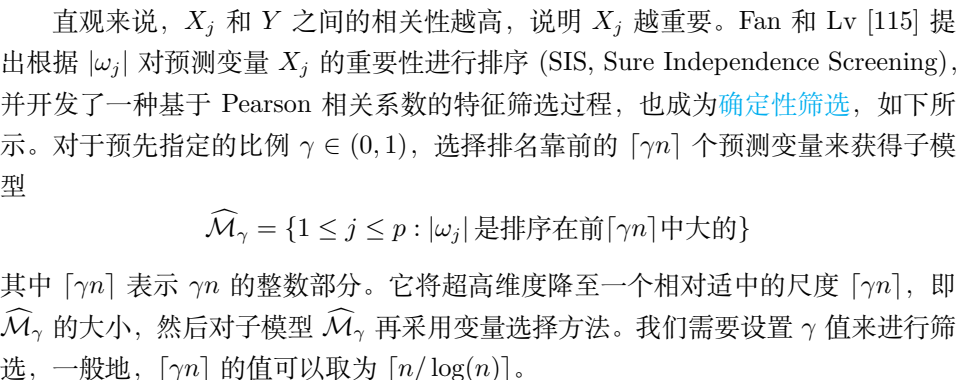 直观来说，$X_j$ 和 $Y$ 之间的相关性越高，说明 $X_j$ 越重要。Fan 和 Lv [115] 提
出根据 $|\omega_j|$ 对预测变量 $X_j$ 的重要性进行排序 (SIS, Sure Independence Screening),
并开发了一种基于 Pearson 相关系数的特征筛选过程，也成为确定性筛选，如下所
示。对于预先指定的比例 $\gamma \in (0,1)$，选择排名靠前的 $\lceil \gamma n \rceil$ 个预测变量来获得子模
型
$\widehat{\mathcal{M}}_\gamma = \{1 \leq j \leq p : |\omega_j| 是排序在前\lceil \gamma n \rceil中大的\}$
其中 $\lceil \gamma n \rceil$ 表示 $\gamma n$ 的整数部分。它将超高维度降至一个相对适中的尺度 $\lceil \gamma n \rceil$，即
$\widehat{\mathcal{M}}_\gamma$ 的大小，然后对子模型 $\widehat{\mathcal{M}}_\gamma$ 再采用变量选择方法。我们需要设置 $\gamma$ 值来进行筛
选，一般地，$\lceil \gamma n \rceil$ 的值可以取为 $\lceil n/\log(n) \rceil$。